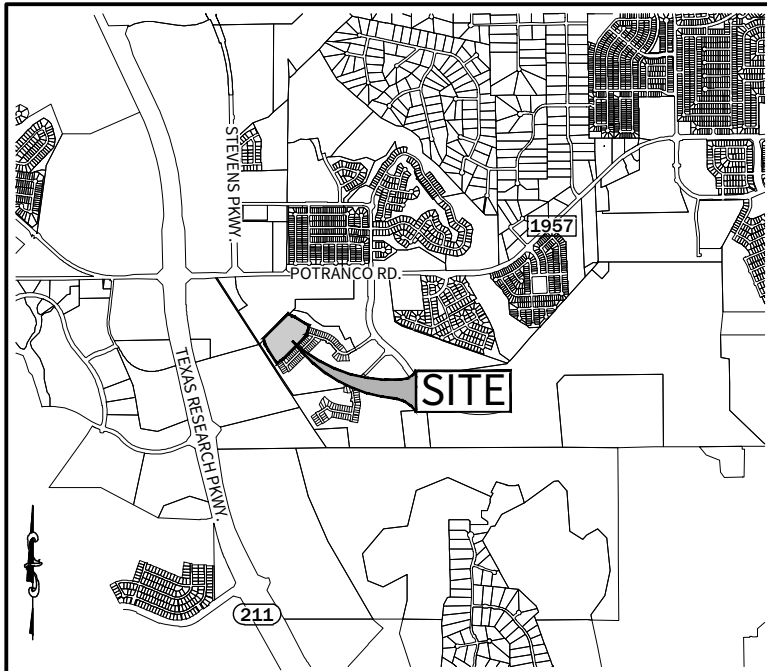 STEVENS PKWY.
1957
POTRANCO RD.
SITE
TEXAS RESEARCH PKWY.
211